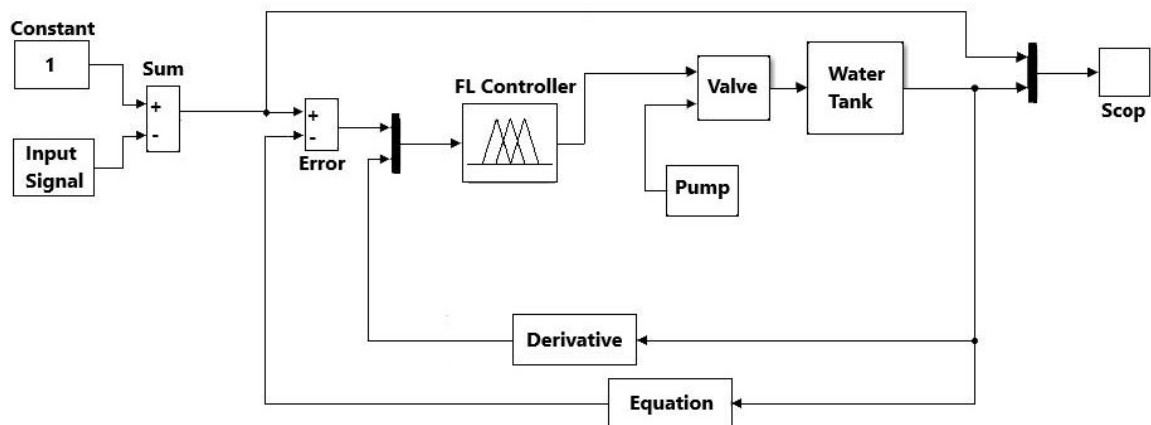 Constant
1
Sum
+
-
Input
Signal
+
-
Error
FL Controller
Valve
Pump
Water
Tank
Scop
Derivative
Equation